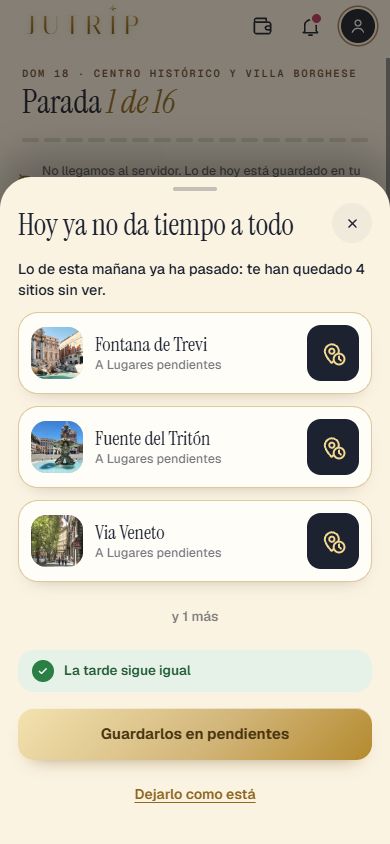 JUTRIP
DOM 18 · CENTRO HISTÓRICO Y VILLA BORGHESE
Parada 1 de 16
No llegamos al servidor. Lo de hoy está guardado en tu
Hoy ya no da tiempo a todo
Lo de esta mañana ya ha pasado: te han quedado 4
sitios sin ver.
Fontana de Trevi
A Lugares pendientes
Fuente del Tritón
A Lugares pendientes
Via Veneto
A Lugares pendientes
y 1 más
La tarde sigue igual
Guardarlos en pendientes
Dejarlo como está